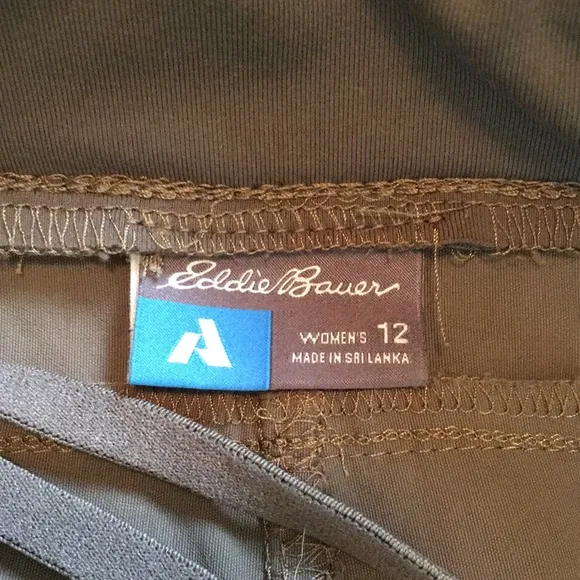 Eddie Bauer
WOMEN'S 12
MADE IN SRI LANKA